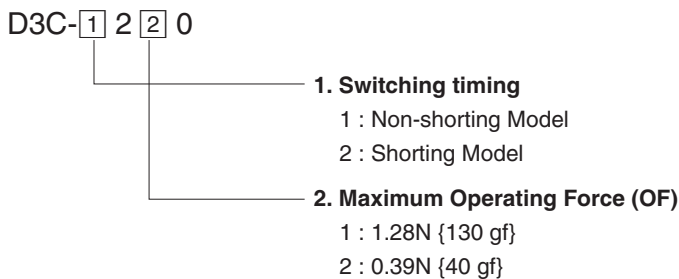 D3C-1 2 2 0
1. Switching timing
1 : Non-shorting Model
2 : Shorting Model
2. Maximum Operating Force (OF)
1 : 1.28N {130 gf}
2 : 0.39N {40 gf}